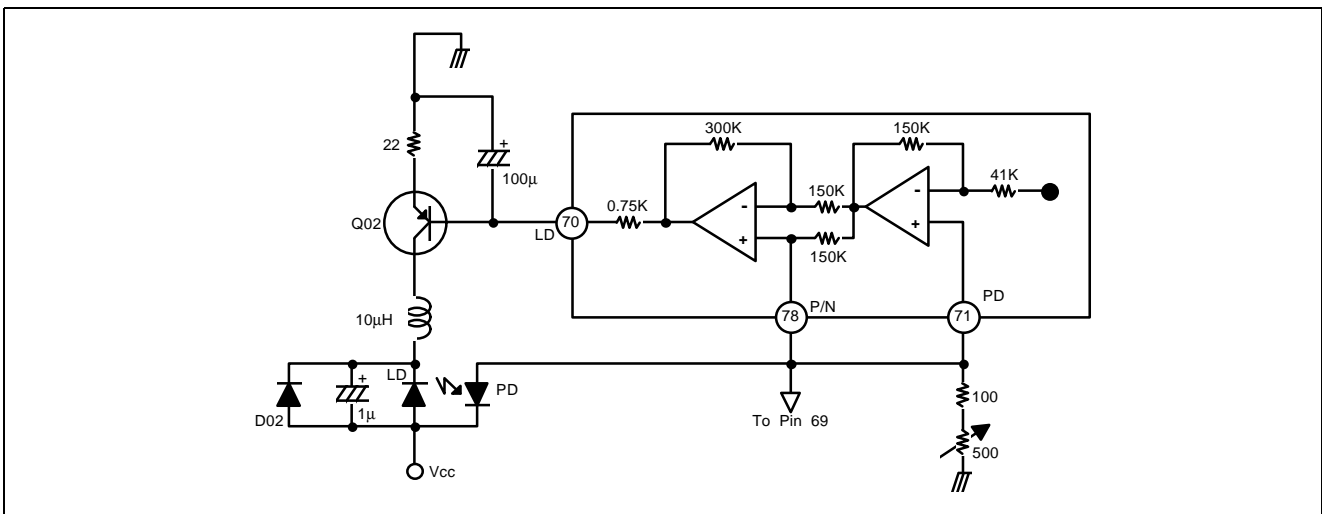 +
22
100µ
300K
150K
41K
0.75K
-
150K
-
Q02
70
LD
+
150K
+
PD
78
P/N
71
10µH
LD
+
PD
D02
1µ
100
To Pin 69
500
Vcc